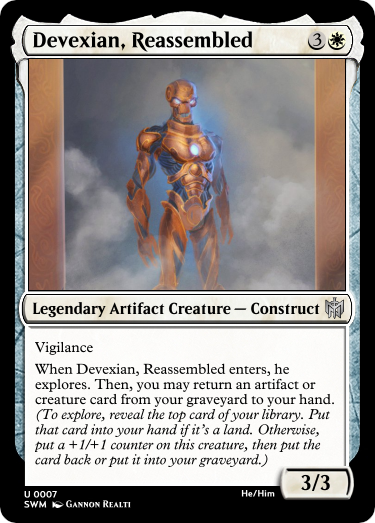 Devexian, Reassembled 3
Legendary Artifact Creature — Construct
Vigilance
When Devexian, Reassembled enters, he
explores. Then, you may return an artifact or
creature card from your graveyard to your hand.
(To explore, reveal the top card of your library. Put
that card into your hand if it's a land. Otherwise,
put a +1/+1 counter on this creature, then put the
card back or put it into your graveyard.)
3/3
U 0007 He/Him
SWM Gannon Realti